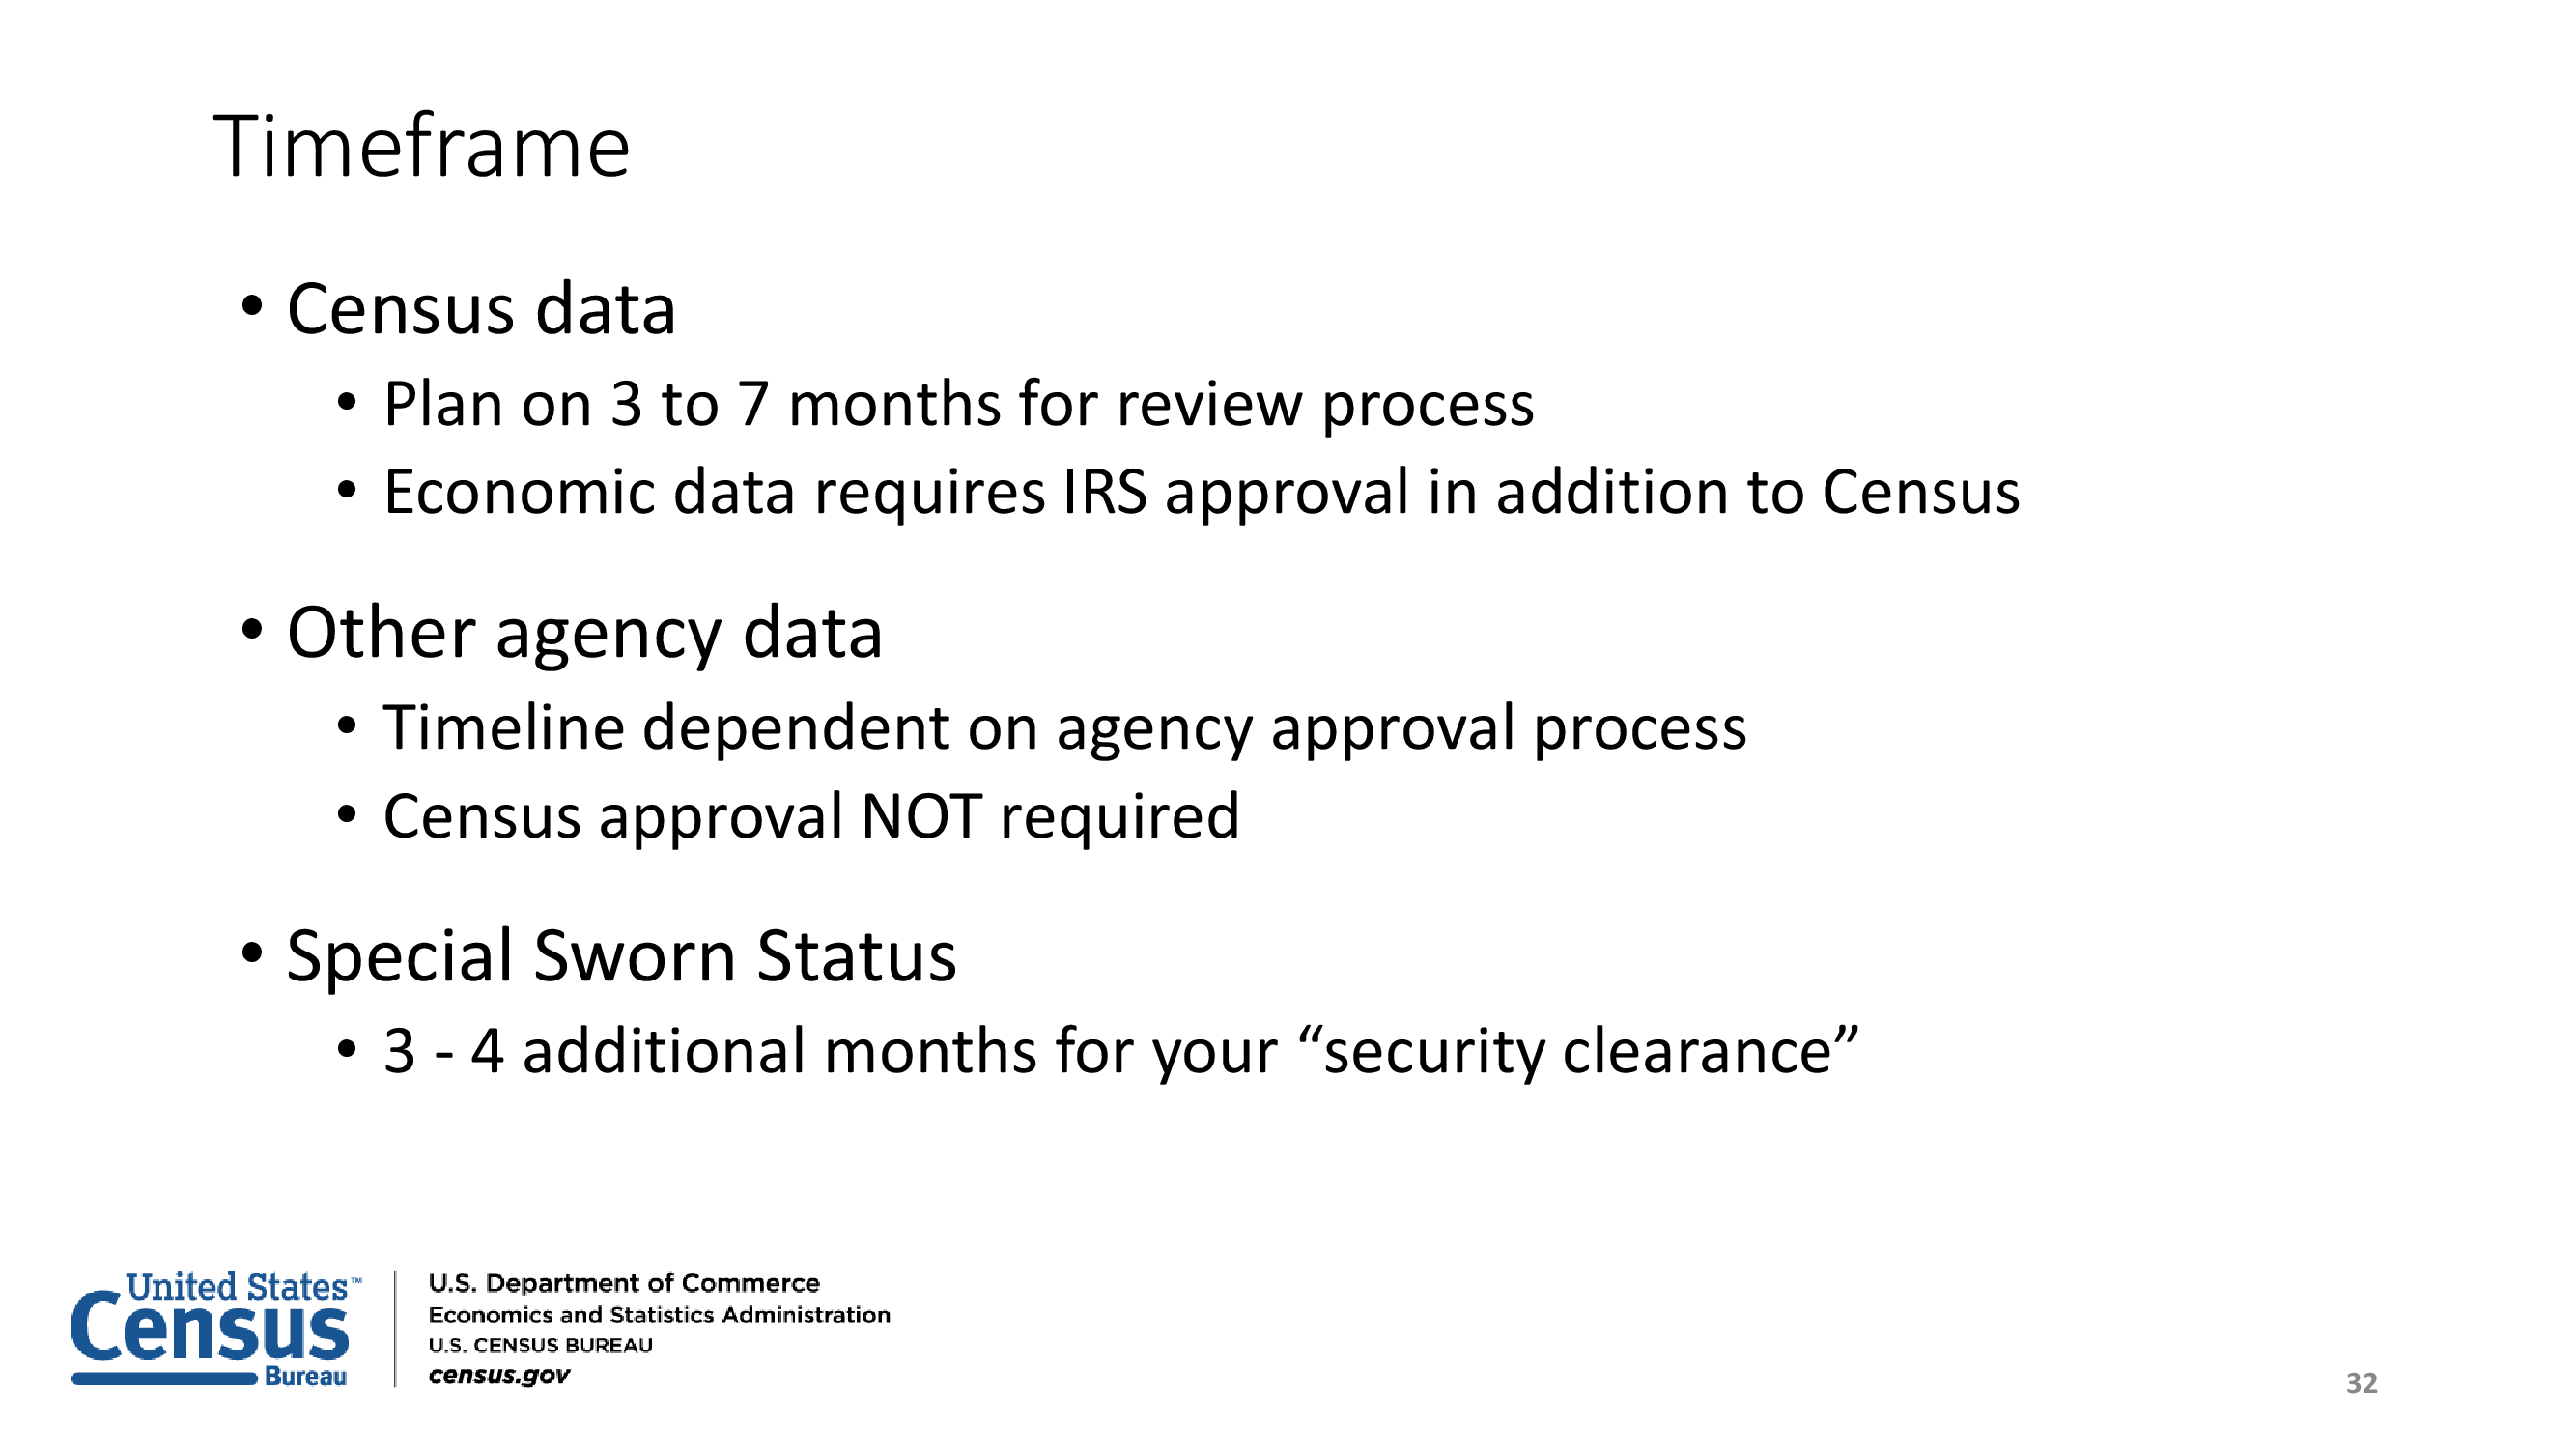 Timeframe
• Census data
• Plan on 3 to 7 months for review process
• Economic data requires IRS approval in addition to Census
• Other agency data
• Timeline dependent on agency approval process
• Census approval NOT required
• Special Sworn Status
• 3 - 4 additional months for your “security clearance”
United States™
Census
Bureau
U.S. Department of Commerce
Economics and Statistics Administration
U.S. CENSUS BUREAU
census.gov
32